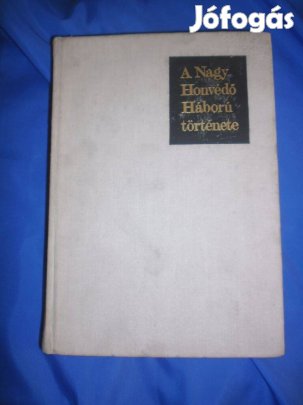 Jófogás
A Nagy
Honvédő
Háború
története